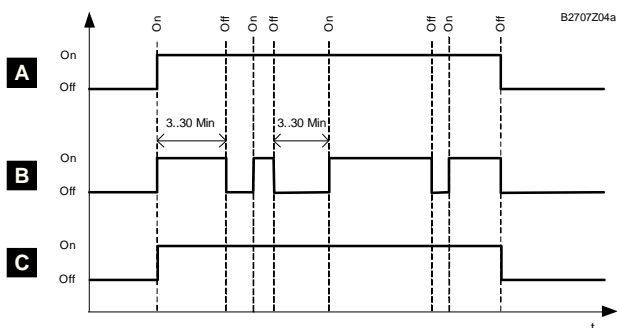 On Off On Off On Off On Off B2707Z04a
On
A
Off
3..30 Min 3..30 Min
On
B
Off
On
C
Off
t